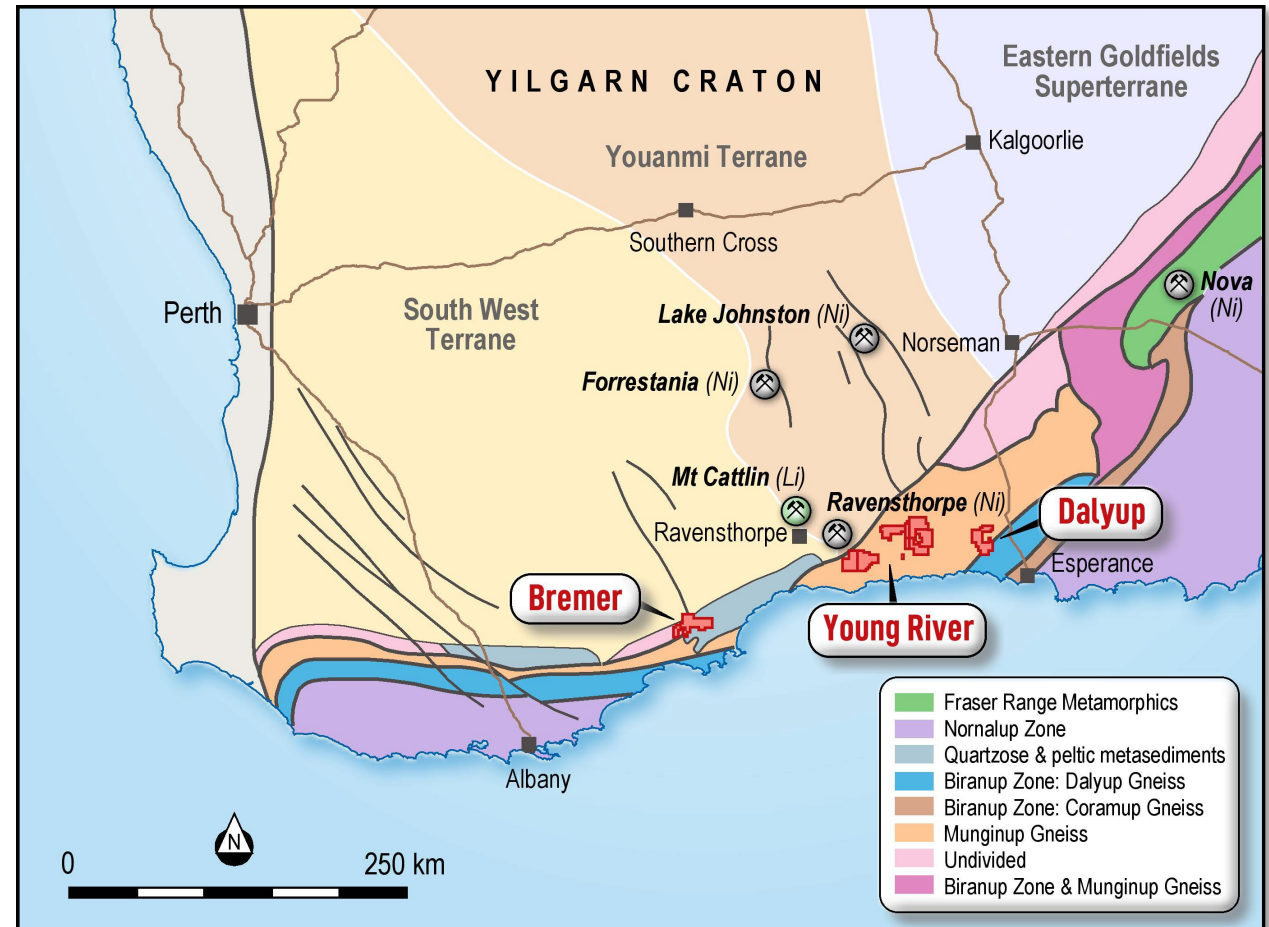 YILGARN CRATON
Eastern Goldfields
Superterrane
Youanmi Terrane
Kalgoorlie
Southern Cross
South West
Terrane
Perth
Lake Johnston (Ni)
Norseman
Nova
(Ni)
Forrestania (Ni)
Mt Cattlin (Li)
Ravensthorpe (Ni)
Ravensthorpe
Dalyup
Esperance
Bremer
Young River
Albany
N
0
250 km
Fraser Range Metamorphics
Nornalup Zone
Quartzose & peltic metasediments
Biranup Zone: Dalyup Gneiss
Biranup Zone: Coramup Gneiss
Munginup Gneiss
Undivided
Biranup Zone & Munginup Gneiss